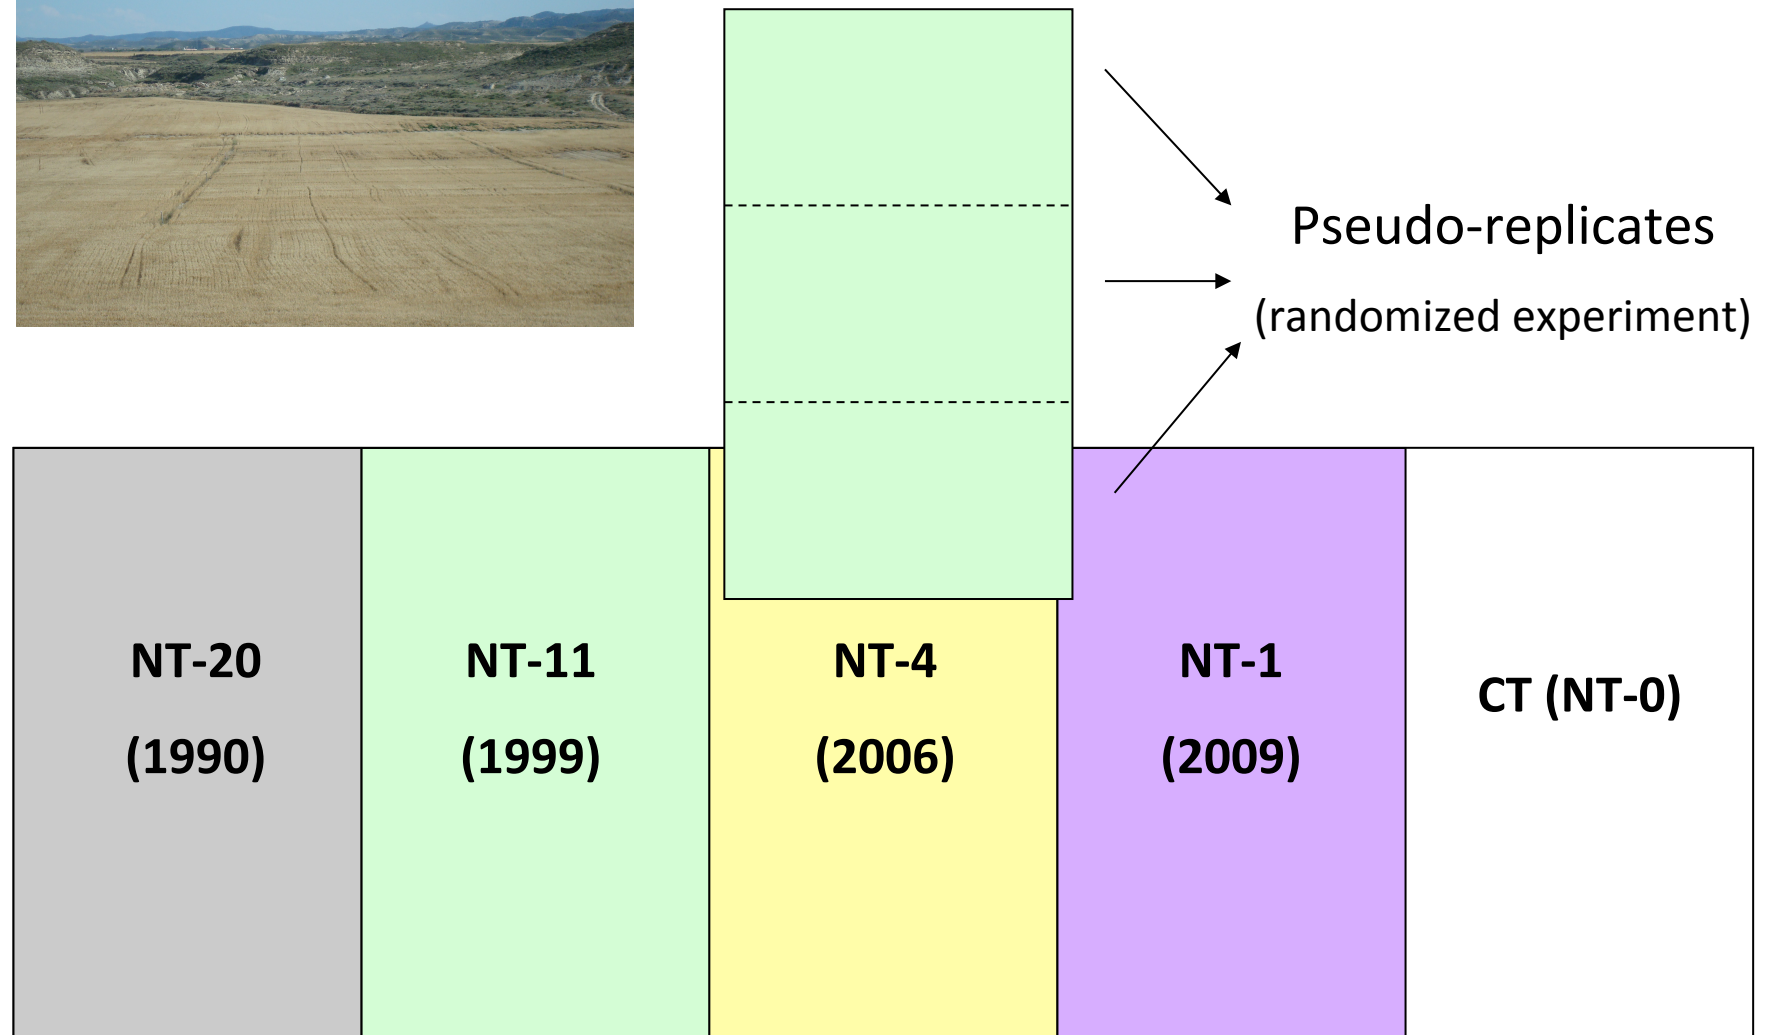 Pseudo-replicates
(randomized experiment)
NT-20
(1990)
NT-11
(1999)
NT-4
(2006)
NT-1
(2009)
CT (NT-0)